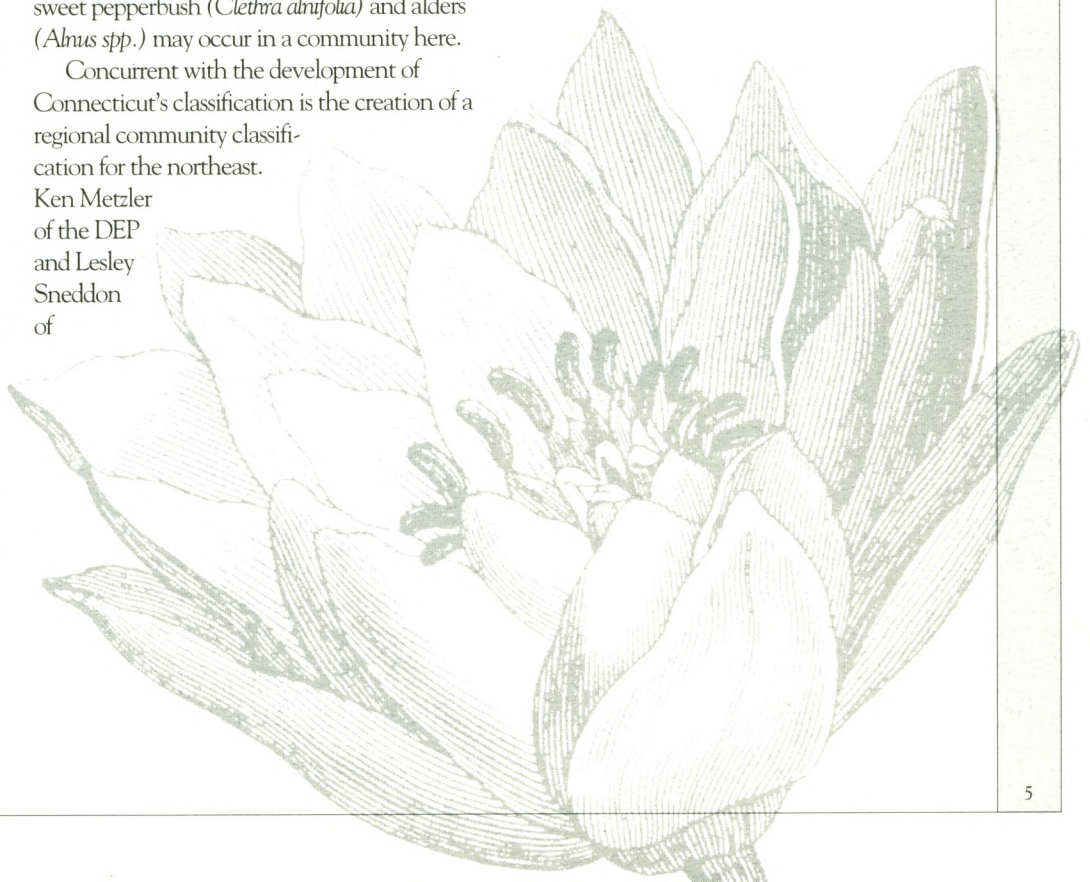 sweet pepperbush (Clethra alnifolia) and alders
(Alnus spp.) may occur in a community here.
Concurrent with the development of
Connecticut's classification is the creation of a
regional community classifi-
cation for the northeast.
Ken Metzler
of the DEP
and Lesley
Sneddon
of
5